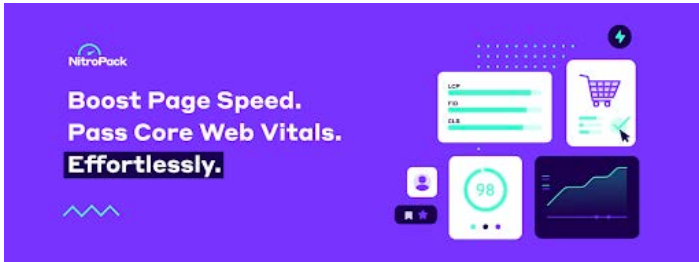 NitroPack
Boost Page Speed.
Pass Core Web Vitals.
Effortlessly.
LCP
FID
CLS
98